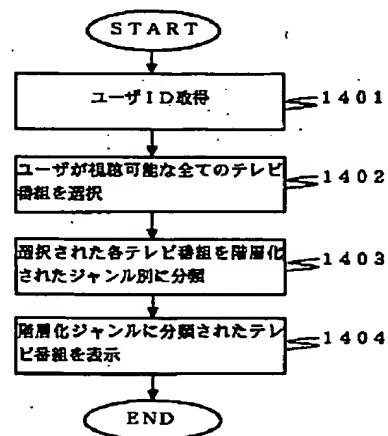 START
ユーザID取得
1401
ユーザが視聴可能な全てのテレビ
番組を選択
1402
選択された各テレビ番組を階層化
されたジャンル別に分類
1403
階層化ジャンルに分類されたテレ
ビ番組を表示
1404
END